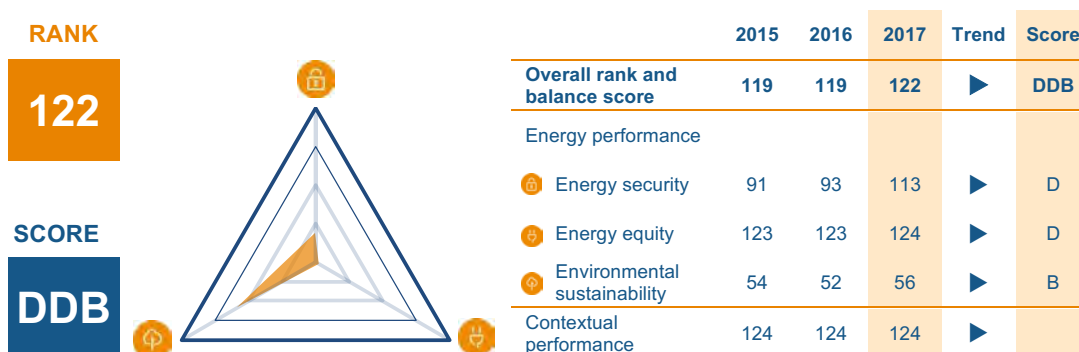 RANK
122
SCORE
DDB
2015 2016 2017 Trend Score
Overall rank and
balance score 119 119 122 ▶ DDB
Energy performance
Energy security 91 93 113 ▶ D
Energy equity 123 123 124 ▶ D
Environmental
sustainability 54 52 56 ▶ B
Contextual
performance 124 124 124 ▶